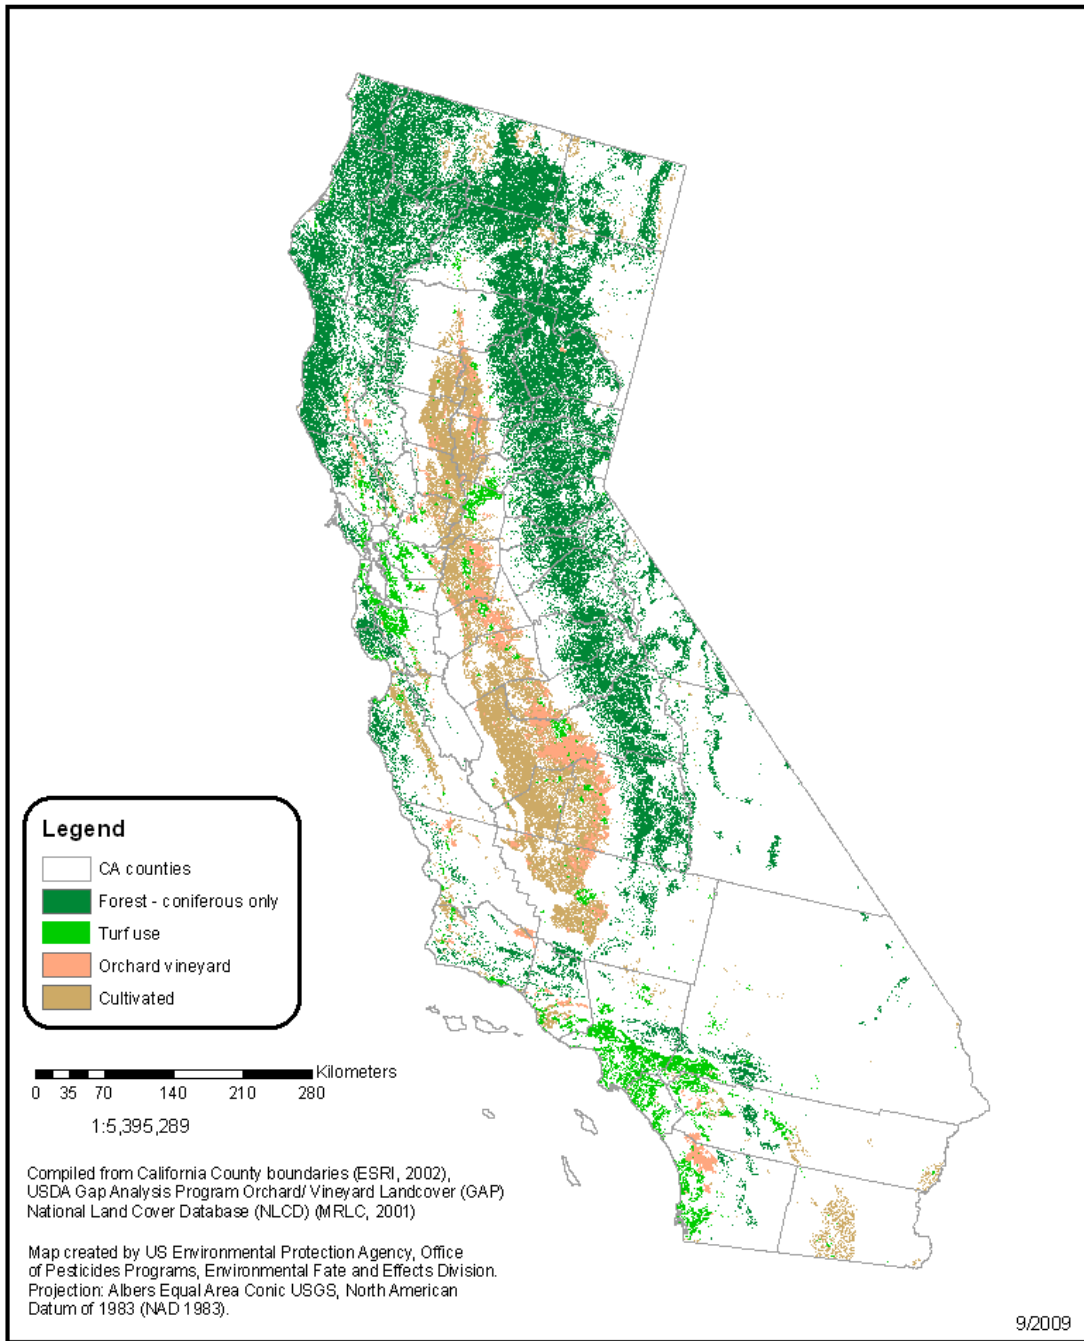 Legend
CA counties
Forest - coniferous only
Turf use
Orchard vineyard
Cultivated
Kilometers
0 35 70 140 210 280
1:5,395,289
Compiled from California County boundaries (ESRI, 2002),
USDA Gap Analysis Program Orchard/ Vineyard Landcover (GAP)
National Land Cover Database (NLCD) (MRLC, 2001)
Map created by US Environmental Protection Agency, Office
of Pesticides Programs, Environmental Fate and Effects Division.
Projection: Albers Equal Area Conic USGS, North American
Datum of 1983 (NAD 1983).
9/2009